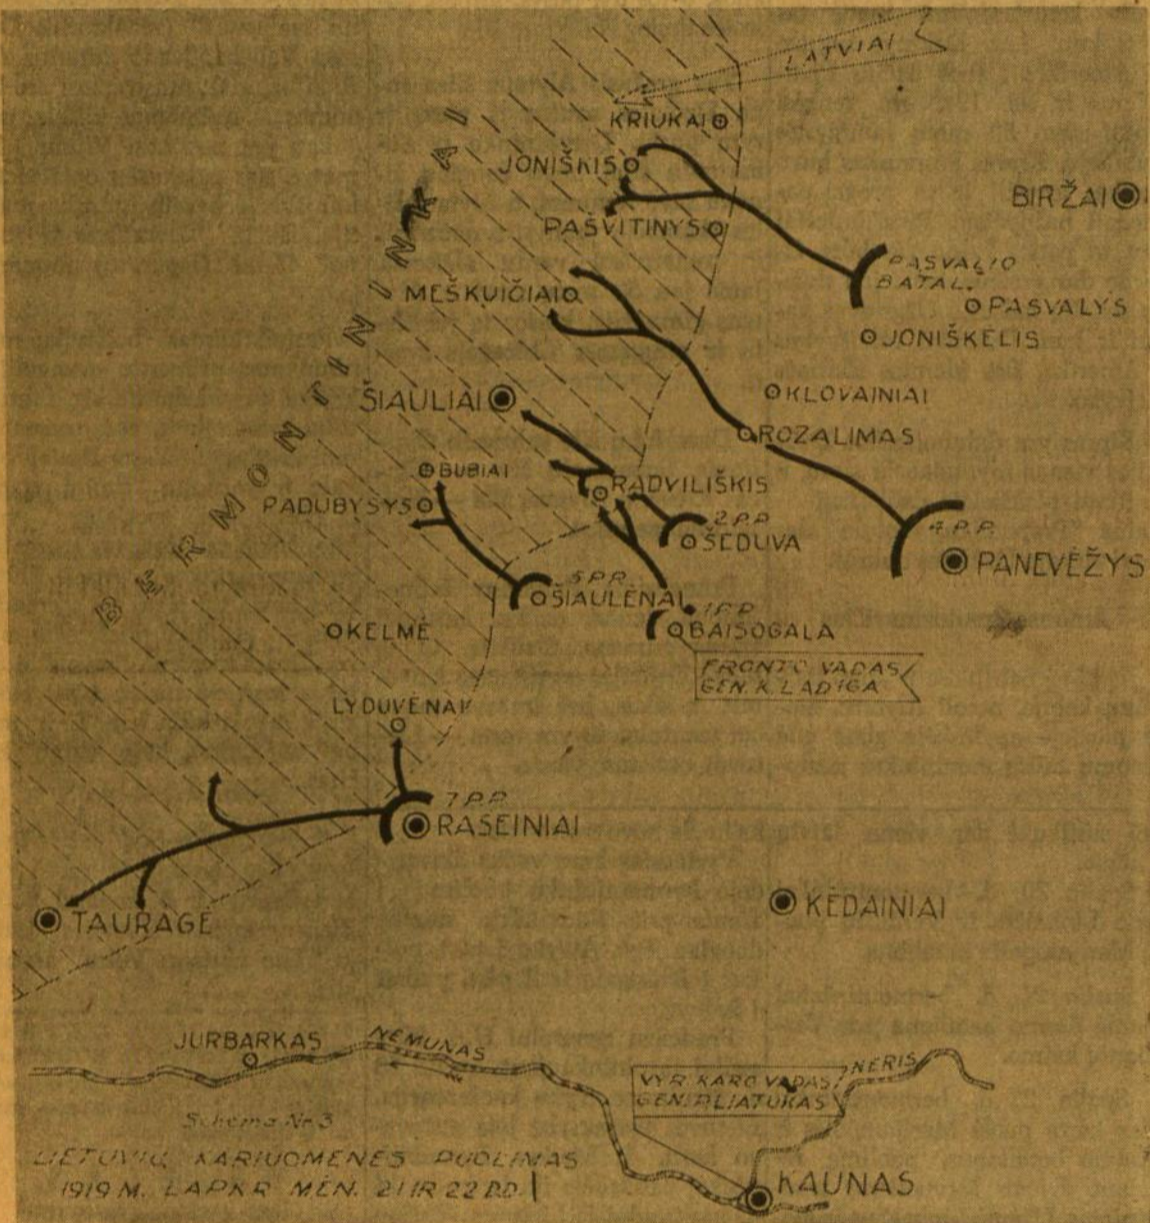 LATVIAI
KRIUKAI
JONIŠKIS
BIRŽAI
PAŠVITINYS
PASVALIO
BATAL.
MEŠKUIČIAI
PASVALYS
JONIŠKELIS
BERMONTININKAI
ŠIAULIAI
KLOVAINIAI
ROZALIMAS
BUBIAI
RADVILIŠKIS
PADUBYSYS
2 P.P.
ŠEDUVA
4 P.P.
PANEVĖŽYS
5 P.P.
ŠIAULĖNAI
1 P.P.
KELMĖ
BAISOGALA
FRONTO VADAS
GEN. K. LADIGA
LYDUVĖNAI
7 P.P
RASEINIAI
TAURAGĖ
KĖDAINIAI
JURBARKAS
NEMUNAS
NERIS
VYR. KARO VADAS
GEN. P. LIATUKAS
Schema Nr 3
LIETUVIŲ KARIUOMENĖS PUOLIMAS
1919 M. LAPKR. MĖN. 21 IR 22 D.D.
KAUNAS